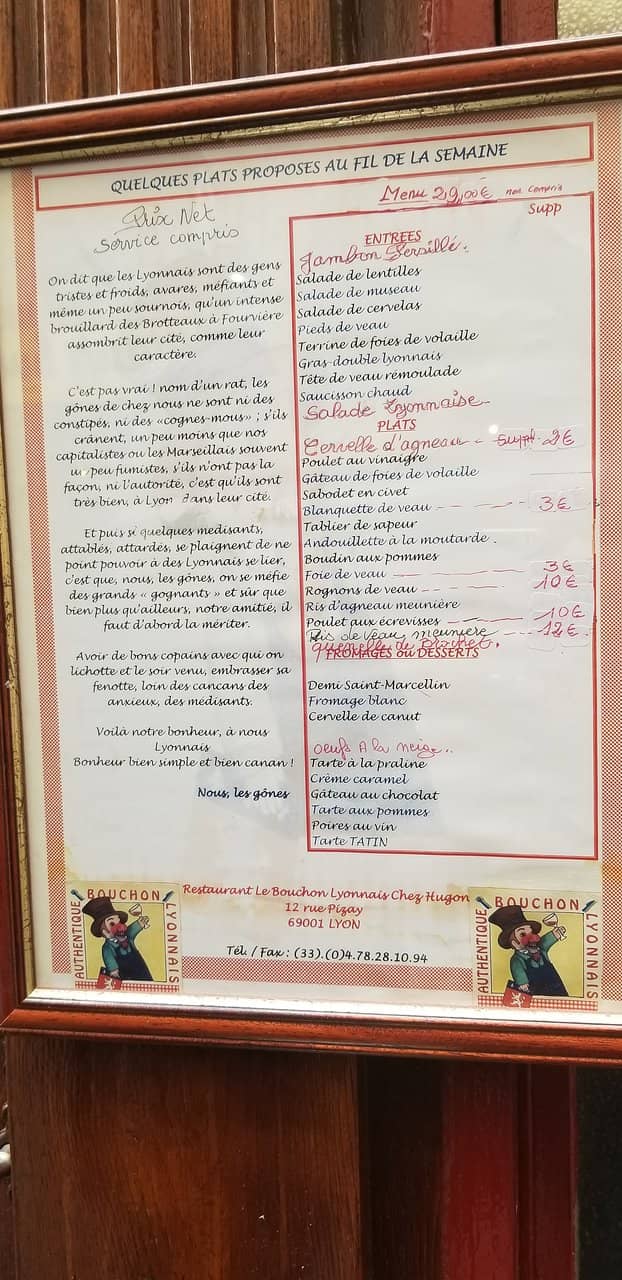 QUELQUES PLATS PROPOSES AU FIL DE LA SEMAINE
Prix Net
Service compris
On dit que les Lyonnais sont des gens
tristes et froids, avares, méfiants et
même un peu sournois, qu'un intense
brouillard des Brotteaux à Fourvière
assombrit leur cité, comme leur
caractère.
C'est pas vrai ! nom d'un rat, les
gônes de chez nous ne sont ni des
constipés, ni des «cognes-mous» ; s'ils
crânent, un peu moins que nos
capitalistes ou les Marseillais souvent
un peu fumistes, s'ils n'ont pas la
façon, ni l'autorité, c'est qu'ils sont
très bien, à Lyon dans leur cité.
Et puis si quelques medisants,
attablés, attardés, se plaignent de ne
point pouvoir à des Lyonnais se lier,
c'est que, nous, les gônes, on se méfie
des grands « gognants » et sûr que
bien plus qu'ailleurs, notre amitié, il
faut d'abord la mériter.
Avoir de bons copains avec qui on
lichotte et le soir venu, embrasser sa
fenotte, loin des cancans des
anxieux, des médisants.
Voilà notre bonheur, à nous
Lyonnais
Bonheur bien simple et bien canan !
Nous, les gônes
Menu 29,00€ non compris
Supp
ENTREES
Jambon Persillé.
Salade de lentilles
Salade de museau
Salade de cervelas
Pieds de veau
Terrine de foies de volaille
Gras-double lyonnais
Tête de veau rémoulade
Saucisson chaud
Salade Lyonnaise
PLATS
Cervelle d'agneau - suppl. 2€
Poulet au vinaigre
Gâteau de foies de volaille
Sabodet en civet
Blanquette de veau - - - 3€
Tablier de sapeur
Andouillette à la moutarde .
Boudin aux pommes
Foie de veau - 3€
Rognons de veau - 10€
Ris d'agneau meunière
Poulet aux écrevisses - - 10€
Ris de veau meunière - - - 12€
quenelle de Brochet.
FROMAGES ou DESSERTS
Demi Saint-Marcellin
Fromage blanc
Cervelle de canut
oeufs A la neige..
Tarte à la praline
Crème caramel
Gâteau au chocolat
Tarte aux pommes
Poires au vin
Tarte TATIN
AUTHENTIQUE
BOUCHON
LYONNAIS
Restaurant Le Bouchon Lyonnais Chez Hugon
12 rue Pizay
69001 LYON
Tél. / Fax : (33).(0)4.78.28.10.94
AUTHENTIQUE
BOUCHON
LYONNAIS